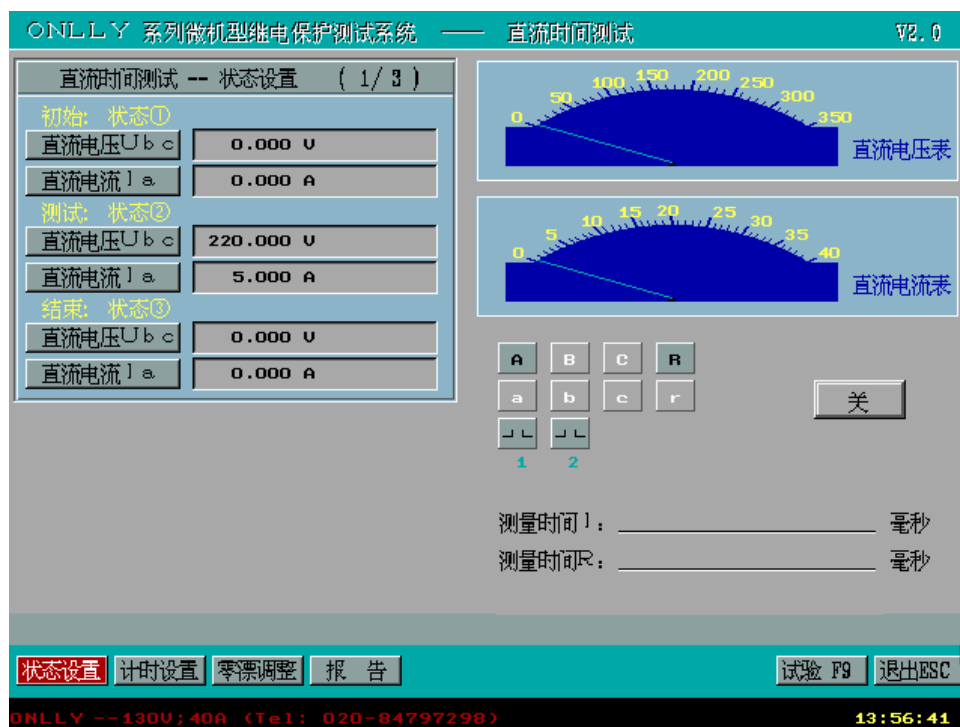 ONLLY 系列微机型继电保护测试系统 —— 直流时间测试 V2.0
直流时间测试 -- 状态设置 (1/3)
初始: 状态①
直流电压Ubc 0.000 V
直流电流Ia 0.000 A
测试: 状态②
直流电压Ubc 220.000 V
直流电流Ia 5.000 A
结束: 状态③
直流电压Ubc 0.000 V
直流电流Ia 0.000 A
0 50 100 150 200 250 300 350
直流电压表
0 5 10 15 20 25 30 35 40
直流电流表
A B C R
a b c r
关
1 2
测量时间1: 毫秒
测量时间R: 毫秒
状态设置 计时设置 零漂调整 报 告 试验 F9 退出ESC
ONLLY --130V;40A (Tel: 020-84797298) 13:56:41